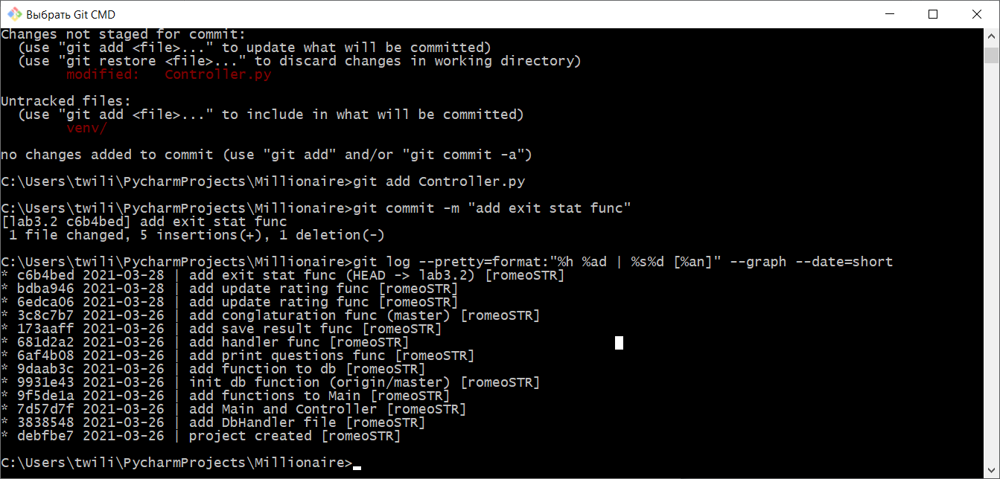 Выбрать Git CMD
Changes not staged for commit:
  (use "git add <file>..." to update what will be committed)
  (use "git restore <file>..." to discard changes in working directory)
        modified:   Controller.py

Untracked files:
  (use "git add <file>..." to include in what will be committed)
        venv/

no changes added to commit (use "git add" and/or "git commit -a")

C:\Users\twili\PycharmProjects\Millionaire>git add Controller.py

C:\Users\twili\PycharmProjects\Millionaire>git commit -m "add exit stat func"
[lab3.2 c6b4bed] add exit stat func
 1 file changed, 5 insertions(+), 1 deletion(-)

C:\Users\twili\PycharmProjects\Millionaire>git log --pretty=format:"%h %ad | %s%d [%an]" --graph --date=short
* c6b4bed 2021-03-28 | add exit stat func (HEAD -> lab3.2) [romeoSTR]
* bdba946 2021-03-28 | add update rating func [romeoSTR]
* 6edca06 2021-03-28 | add update rating func [romeoSTR]
* 3c8c7b7 2021-03-26 | add conglaturation func (master) [romeoSTR]
* 173aaff 2021-03-26 | add save result func [romeoSTR]
* 681d2a2 2021-03-26 | add handler func [romeoSTR]
* 6af4b08 2021-03-26 | add print questions func [romeoSTR]
* 9daab3c 2021-03-26 | add function to db [romeoSTR]
* 9931e43 2021-03-26 | init db function (origin/master) [romeoSTR]
* 9f5de1a 2021-03-26 | add functions to Main [romeoSTR]
* 7d57d7f 2021-03-26 | add Main and Controller [romeoSTR]
* 3838548 2021-03-26 | add DbHandler file [romeoSTR]
* debfbe7 2021-03-26 | project created [romeoSTR]

C:\Users\twili\PycharmProjects\Millionaire>